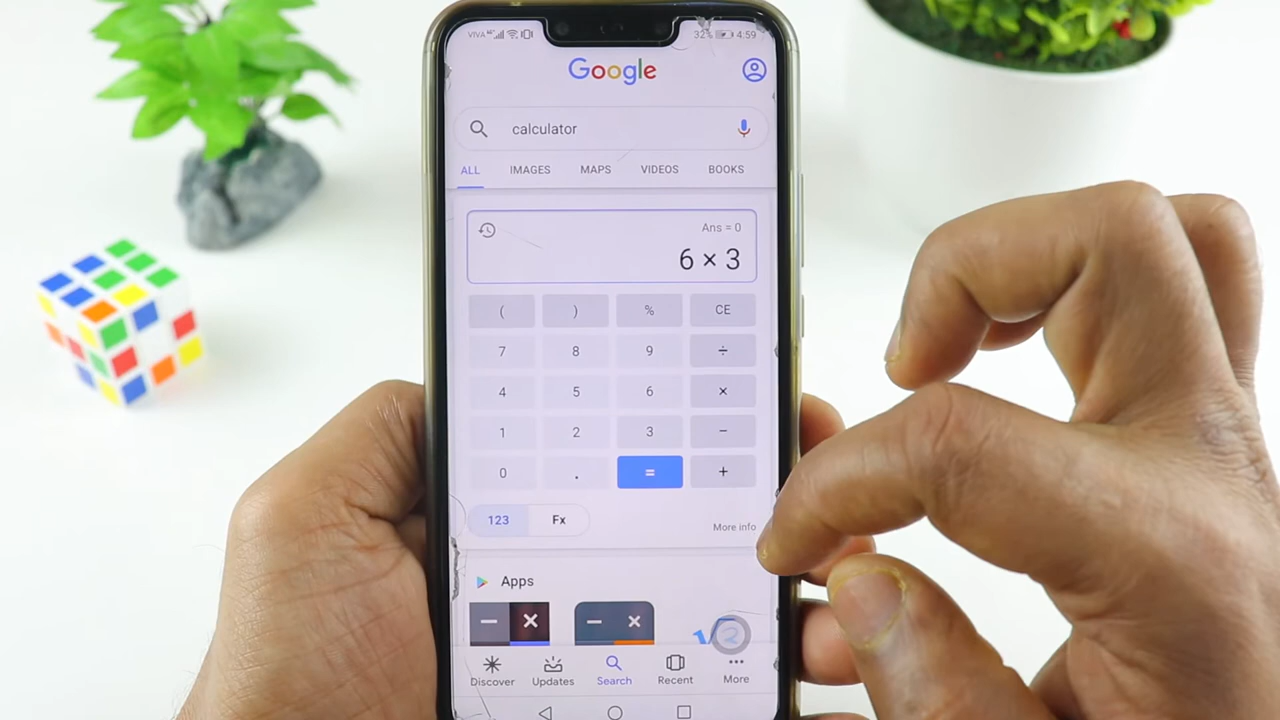 VIVA 32% 4:59
Google
calculator
ALL IMAGES MAPS VIDEOS BOOKS
Ans = 0
6 × 3
( ) % CE
7 8 9 ÷
4 5 6 ×
1 2 3 −
0 . = +
123 Fx
More info
Apps
− × − ×
Discover Updates Search Recent More